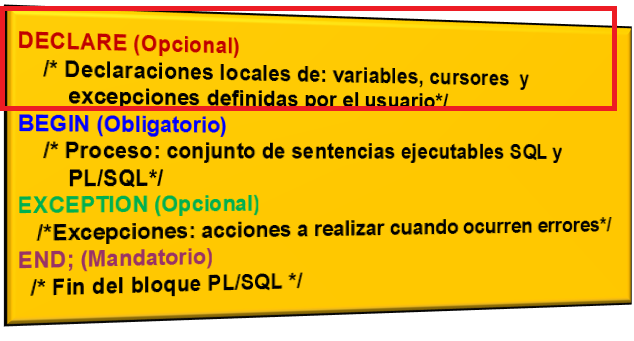 DECLARE (Opcional)
/* Declaraciones locales de: variables, cursores y
excepciones definidas por el usuario*/
BEGIN (Obligatorio)
/* Proceso: conjunto de sentencias ejecutables SQL y
PL/SQL*/
EXCEPTION (Opcional)
/*Excepciones: acciones a realizar cuando ocurren errores*/
END; (Mandatorio)
/* Fin del bloque PL/SQL */